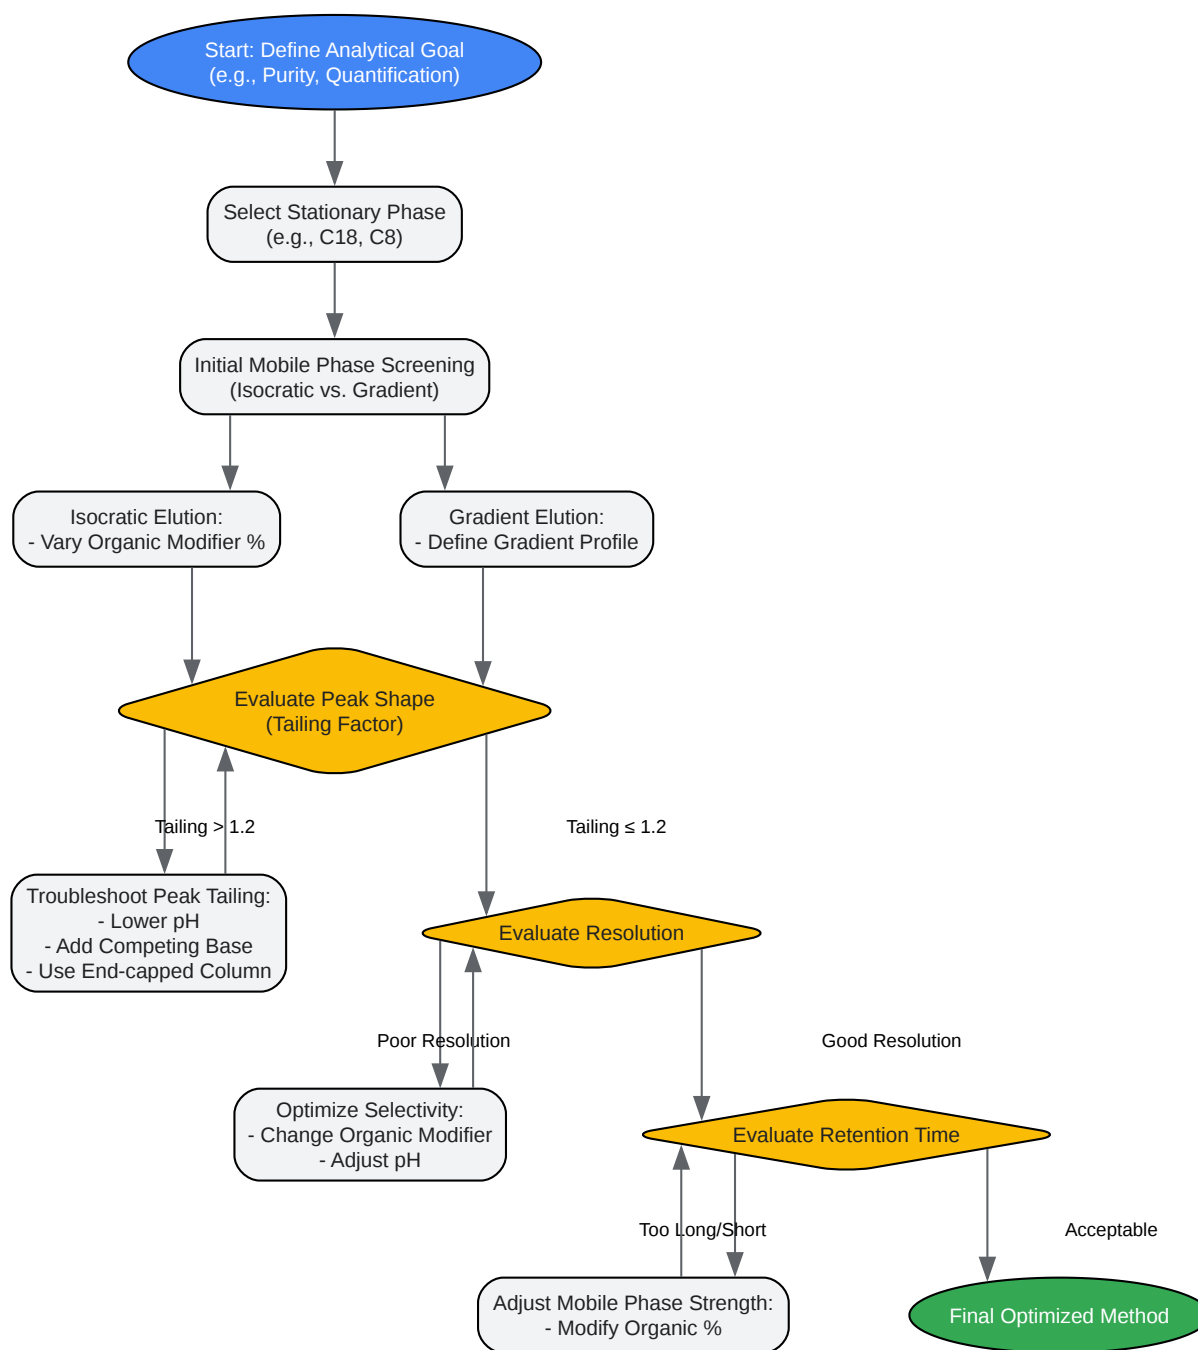 Start: Define Analytical Goal
(e.g., Purity, Quantification)
Select Stationary Phase
(e.g., C18, C8)
Initial Mobile Phase Screening
(Isocratic vs. Gradient)
Isocratic Elution:
- Vary Organic Modifier %
Gradient Elution:
- Define Gradient Profile
Evaluate Peak Shape
(Tailing Factor)
Tailing > 1.2
Tailing ≤ 1.2
Troubleshoot Peak Tailing:
- Lower pH
- Add Competing Base
- Use End-capped Column
Evaluate Resolution
Poor Resolution
Good Resolution
Optimize Selectivity:
- Change Organic Modifier
- Adjust pH
Evaluate Retention Time
Too Long/Short
Acceptable
Adjust Mobile Phase Strength:
- Modify Organic %
Final Optimized Method